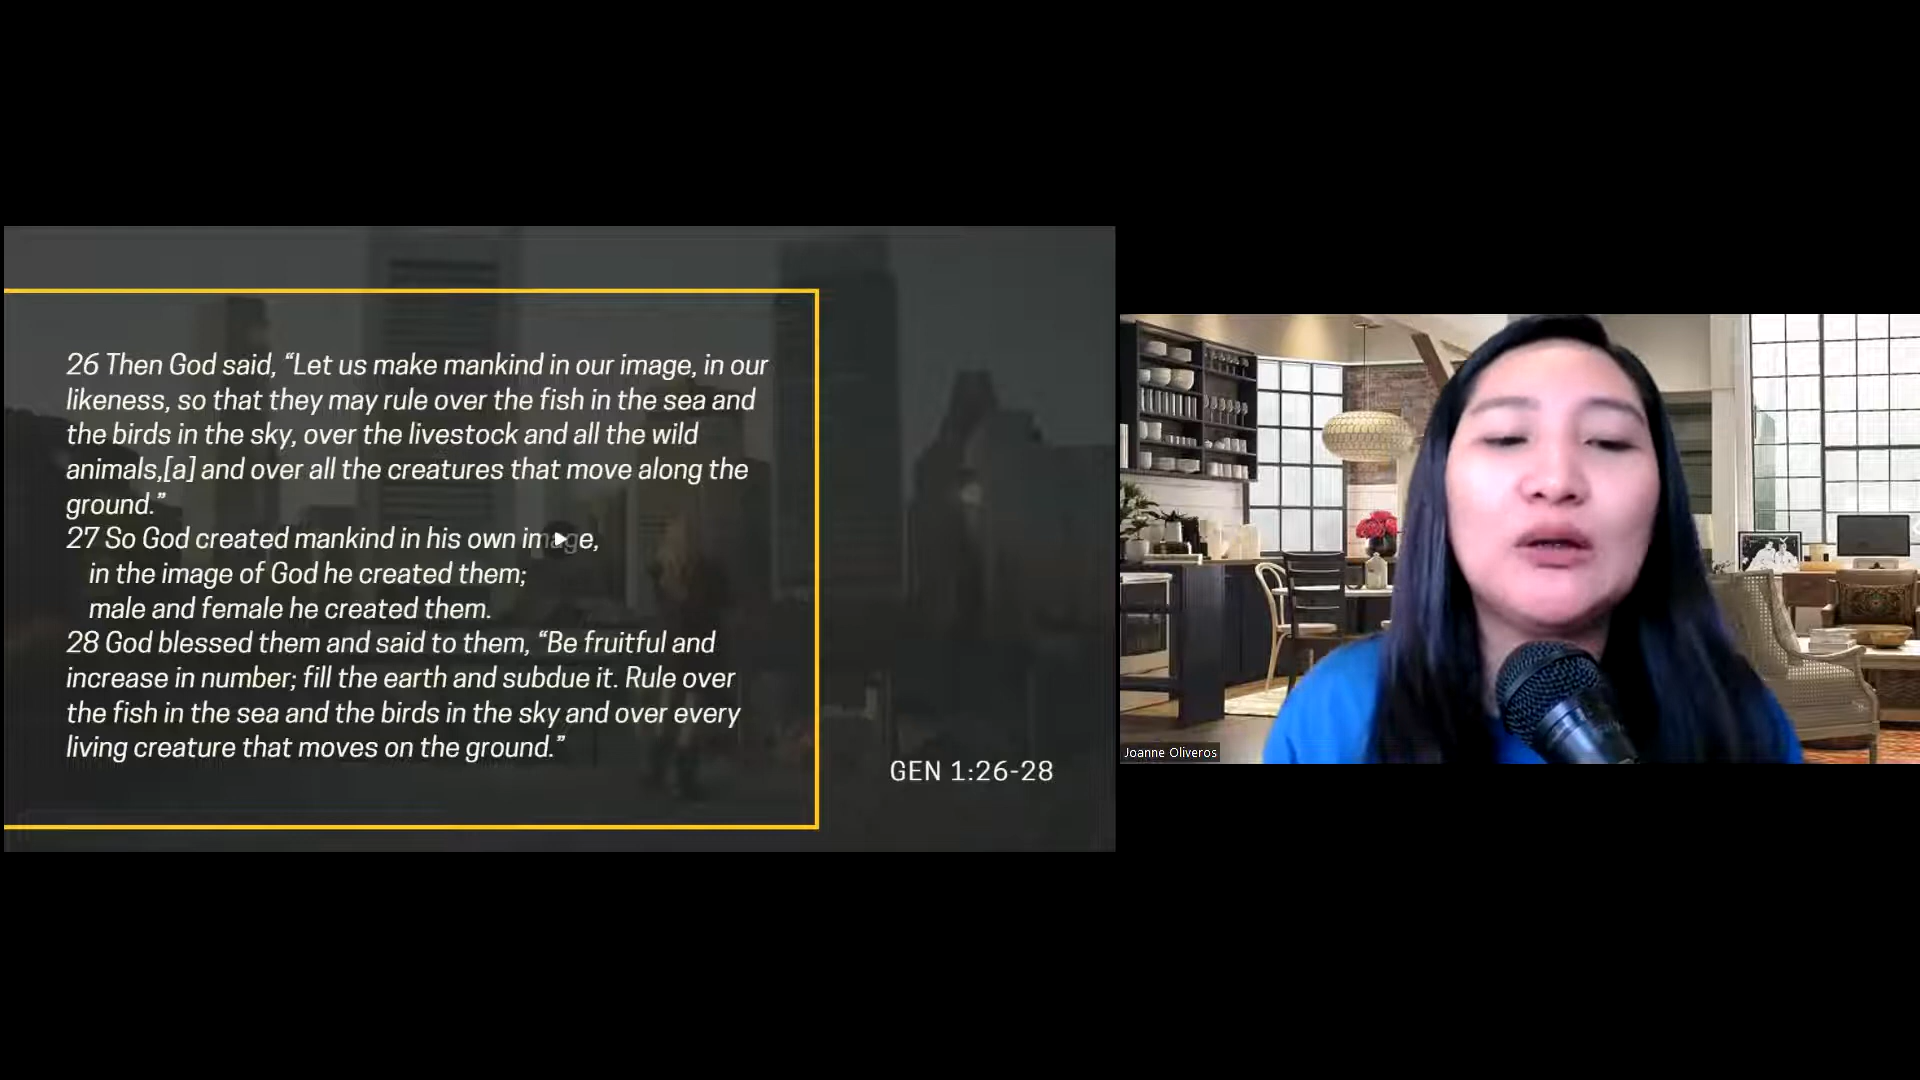 26 Then God said, “Let us make mankind in our image, in our
likeness, so that they may rule over the fish in the sea and
the birds in the sky, over the livestock and all the wild
animals,[a] and over all the creatures that move along the
ground.”
27 So God created mankind in his own image,
in the image of God he created them;
male and female he created them.
28 God blessed them and said to them, “Be fruitful and
increase in number; fill the earth and subdue it. Rule over
the fish in the sea and the birds in the sky and over every
living creature that moves on the ground.”
GEN 1:26-28
Joanne Oliveros